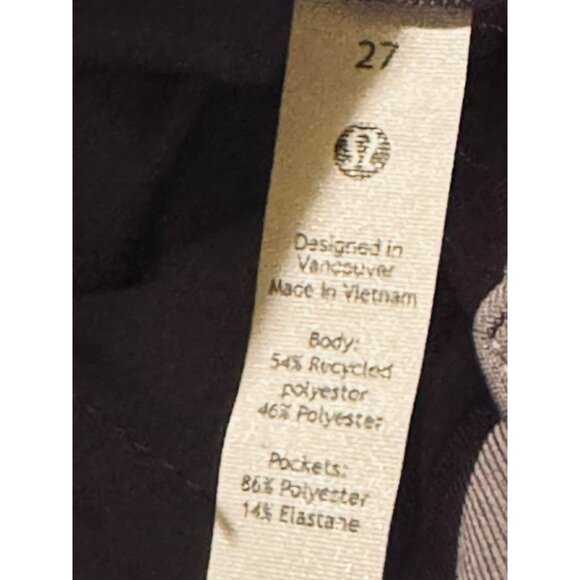 27
Designed in
Vancouver
Made in Vietnam
Body:
54% Recycled
polyester
46% Polyester
Pockets:
86% Polyester
14% Elastane